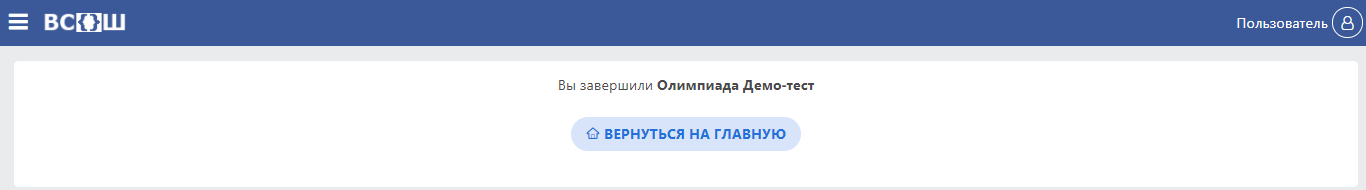 ВСОШ
Пользователь
Вы завершили Олимпиада Демо-тест
ВЕРНУТЬСЯ НА ГЛАВНУЮ